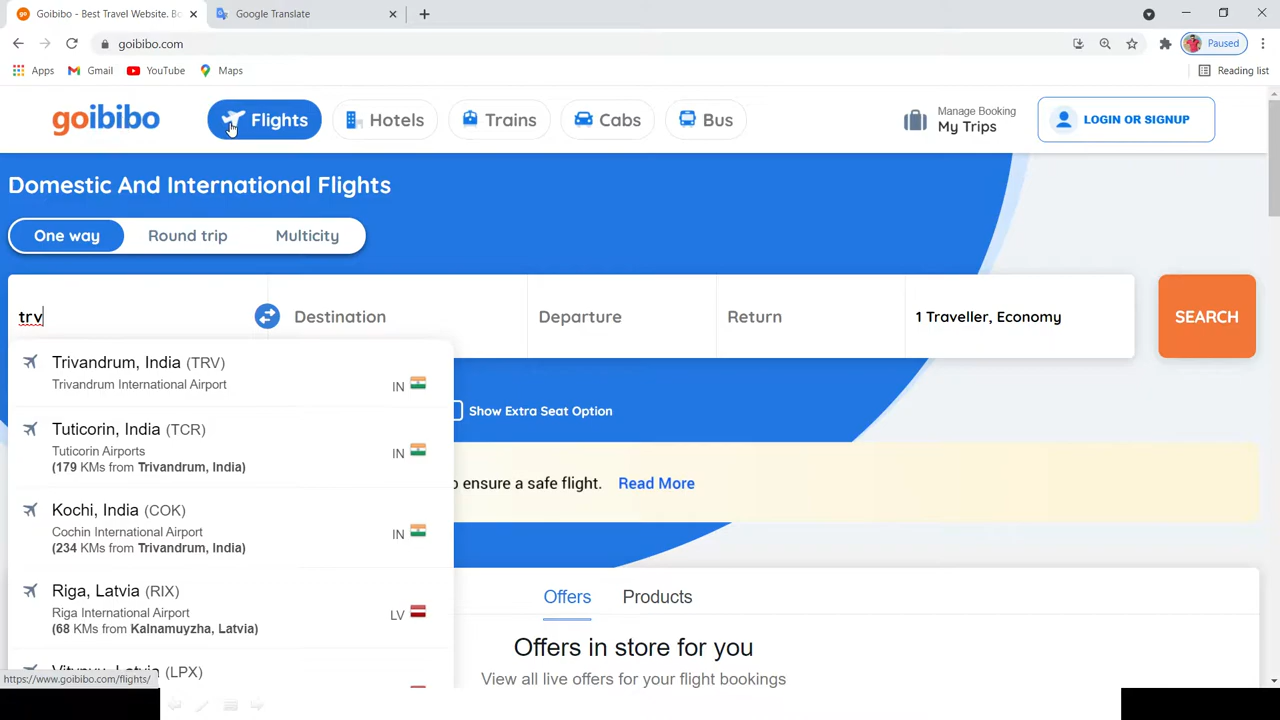 Goibibo - Best Travel Website. Bo
Google Translate
goibibo.com
Paused
Apps
Gmail
YouTube
Maps
Reading list
goibibo
Flights
Hotels
Trains
Cabs
Bus
Manage Booking
My Trips
LOGIN OR SIGNUP
Domestic And International Flights
One way
Round trip
Multicity
trv
Destination
Departure
Return
1 Traveller, Economy
SEARCH
Trivandrum, India (TRV)
Trivandrum International Airport
IN
Tuticorin, India (TCR)
Tuticorin Airports
(179 KMs from Trivandrum, India)
IN
Kochi, India (COK)
Cochin International Airport
(234 KMs from Trivandrum, India)
IN
Riga, Latvia (RIX)
Riga International Airport
(68 KMs from Kalnamuyzha, Latvia)
LV
(LPX)
Show Extra Seat Option
o ensure a safe flight. Read More
Offers
Products
Offers in store for you
View all live offers for your flight bookings
https://www.goibibo.com/flights/